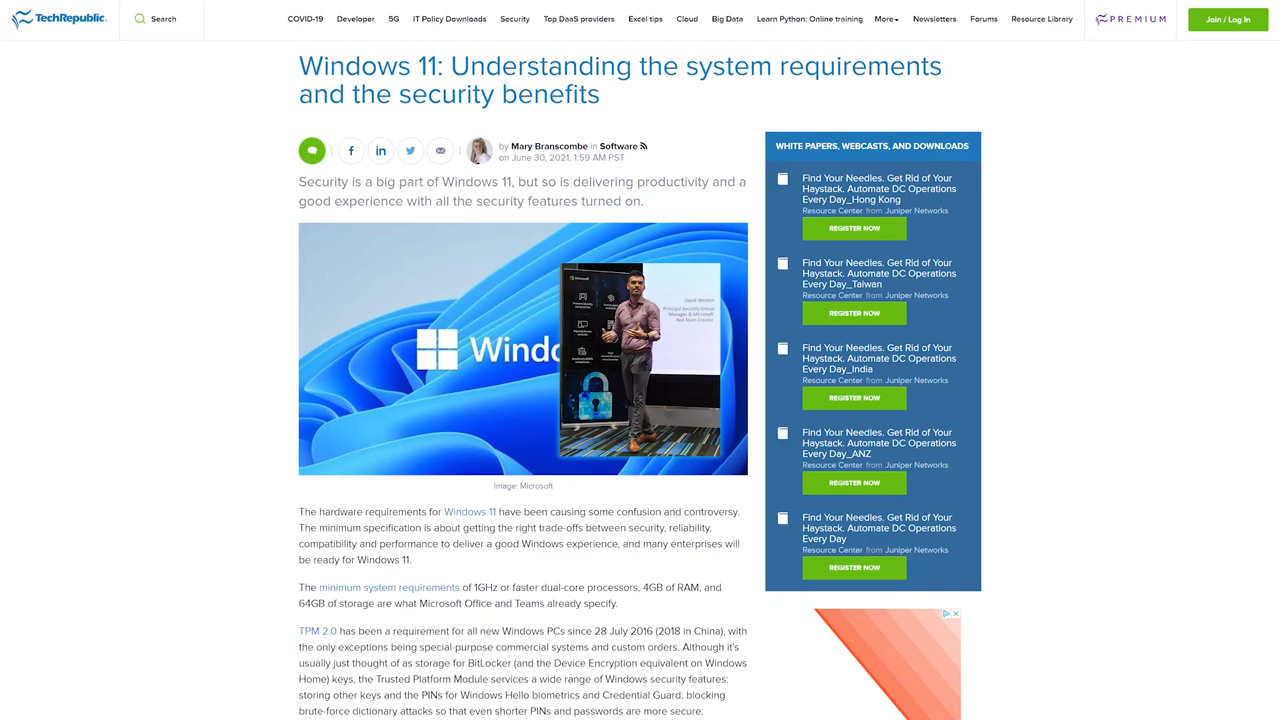 TechRepublic.
Search
COVID-19 Developer 5G IT Policy Downloads Security Top DaaS providers Excel tips Cloud Big Data Learn Python: Online training More Newsletters Forums Resource Library
PREMIUM
Join / Log In
Windows 11: Understanding the system requirements
and the security benefits
by Mary Branscombe in Software
on June 30, 2021, 1:59 AM PST
Security is a big part of Windows 11, but so is delivering productivity and a
good experience with all the security features turned on.
Windo
David Weston
Microsoft
Image: Microsoft
The hardware requirements for Windows 11 have been causing some confusion and controversy.
The minimum specification is about getting the right trade-offs between security, reliability,
compatibility and performance to deliver a good Windows experience, and many enterprises will
be ready for Windows 11.
The minimum system requirements of 1GHz or faster dual-core processors, 4GB of RAM, and
64GB of storage are what Microsoft Office and Teams already specify.
TPM 2.0 has been a requirement for all new Windows PCs since 28 July 2016 (2018 in China), with
the only exceptions being special-purpose commercial systems and custom orders. Although it's
usually just thought of as storage for BitLocker (and the Device Encryption equivalent on Windows
Home) keys, the Trusted Platform Module services a wide range of Windows security features:
storing other keys and the PINs for Windows Hello biometrics and Credential Guard; blocking
brute-force dictionary attacks so that even shorter PINs and passwords are more secure;
WHITE PAPERS, WEBCASTS, AND DOWNLOADS
Find Your Needles. Get Rid of Your
Haystack. Automate DC Operations
Every Day_Hong Kong
Resource Center from Juniper Networks
REGISTER NOW
Find Your Needles. Get Rid of Your
Haystack. Automate DC Operations
Every Day_Taiwan
Resource Center from Juniper Networks
REGISTER NOW
Find Your Needles. Get Rid of Your
Haystack. Automate DC Operations
Every Day_India
Resource Center from Juniper Networks
REGISTER NOW
Find Your Needles. Get Rid of Your
Haystack. Automate DC Operations
Every Day_ANZ
Resource Center from Juniper Networks
REGISTER NOW
Find Your Needles. Get Rid of Your
Haystack. Automate DC Operations
Every Day
Resource Center from Juniper Networks
REGISTER NOW